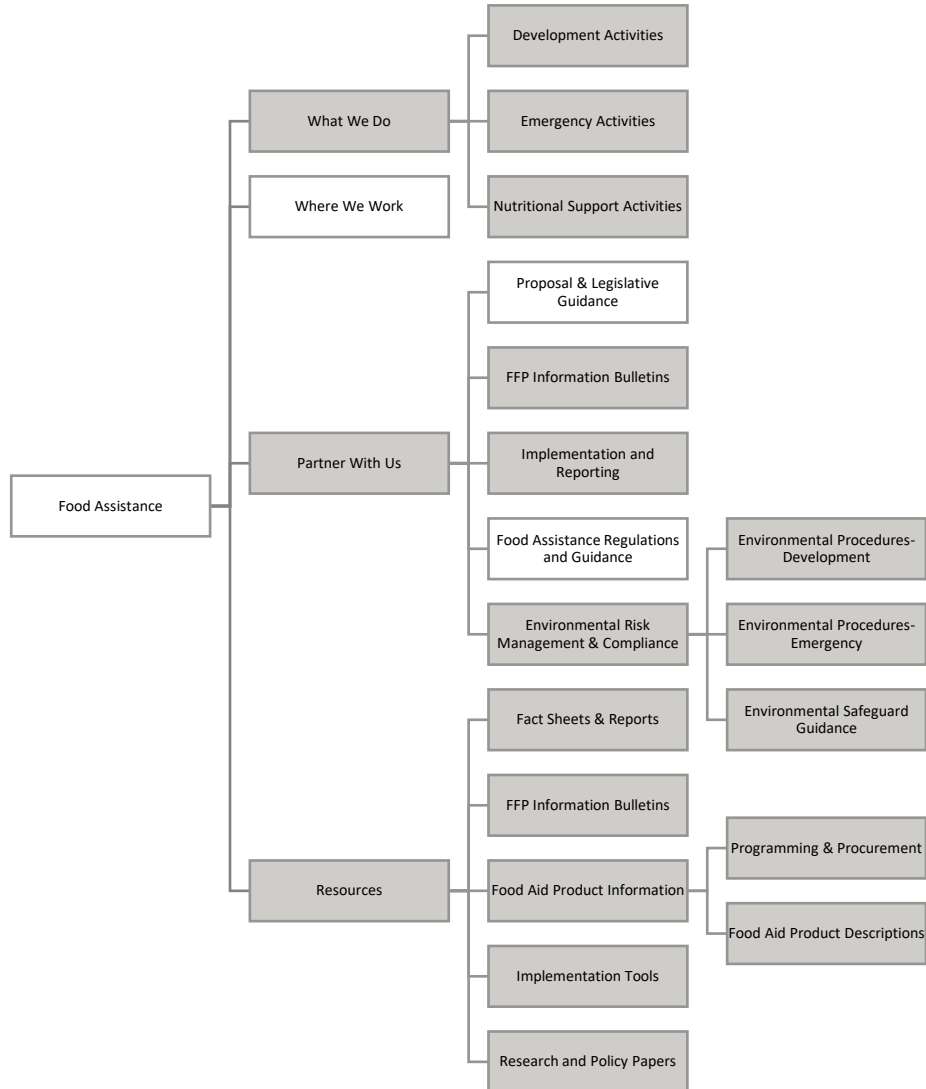 Development Activities
What We Do
Emergency Activities
Where We Work
Nutritional Support Activities
Proposal & Legislative
Guidance
FFP Information Bulletins
Partner With Us
Implementation and
Reporting
Food Assistance
Food Assistance Regulations
and Guidance
Environmental Procedures-
Development
Environmental Risk
Management & Compliance
Environmental Procedures-
Emergency
Fact Sheets & Reports
Environmental Safeguard
Guidance
FFP Information Bulletins
Programming & Procurement
Resources
Food Aid Product Information
Food Aid Product Descriptions
Implementation Tools
Research and Policy Papers